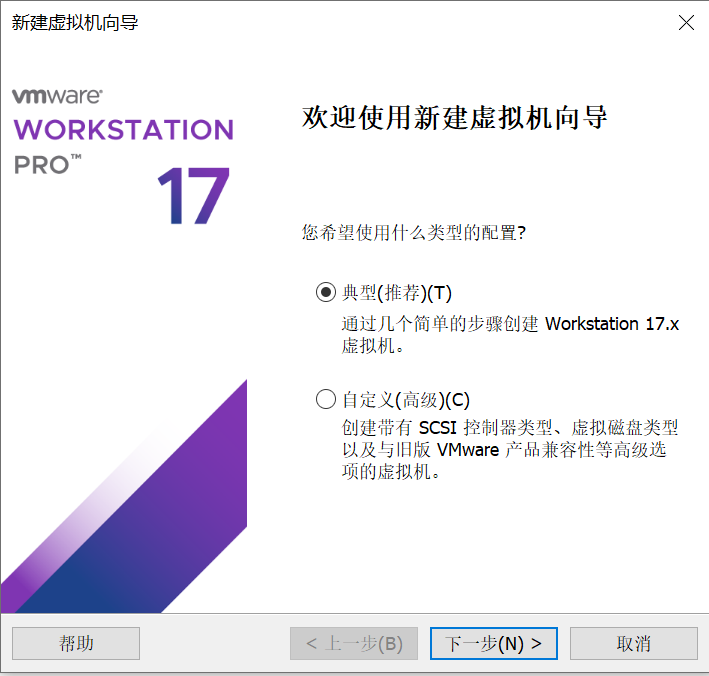 新建虚拟机向导
vmware
WORKSTATION
PRO™
17
欢迎使用新建虚拟机向导
您希望使用什么类型的配置?
典型(推荐)(T)
通过几个简单的步骤创建 Workstation 17.x
虚拟机。
自定义(高级)(C)
创建带有 SCSI 控制器类型、虚拟磁盘类型
以及与旧版 VMware 产品兼容性等高级选
项的虚拟机。
帮助
< 上一步(B)
下一步(N) >
取消